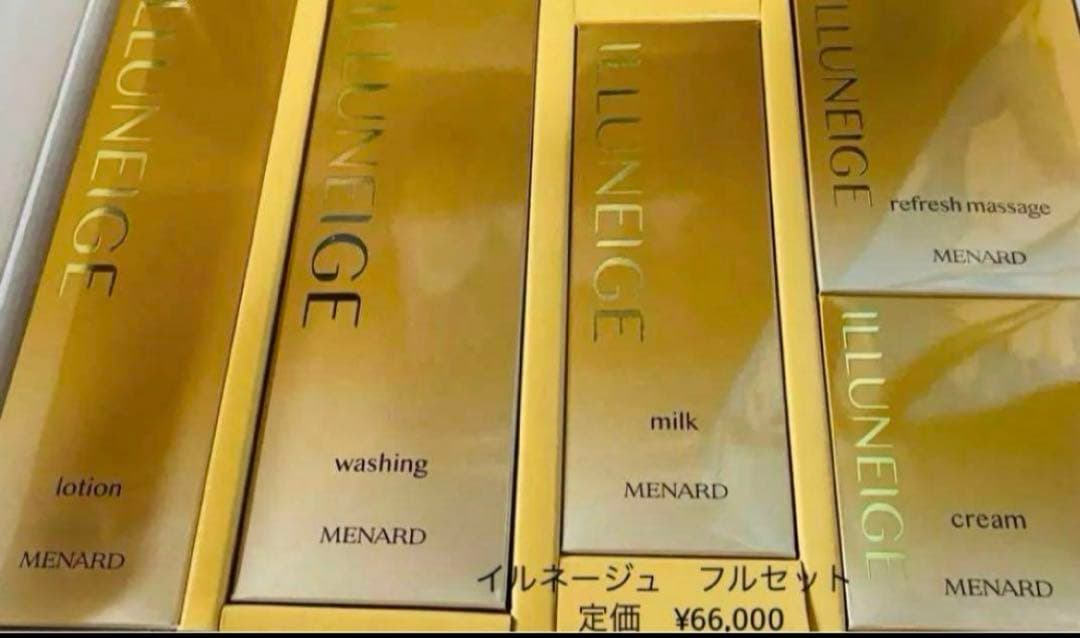 ILLUNEIGE
lotion
MENARD
ILLUNEIGE
washing
MENARD
ILLUNEIGE
milk
MENARD
ILLUNEIGE
refresh massage
MENARD
ILLUNEIGE
cream
MENARD
イルネージュ フルセット
定価 ¥66,000